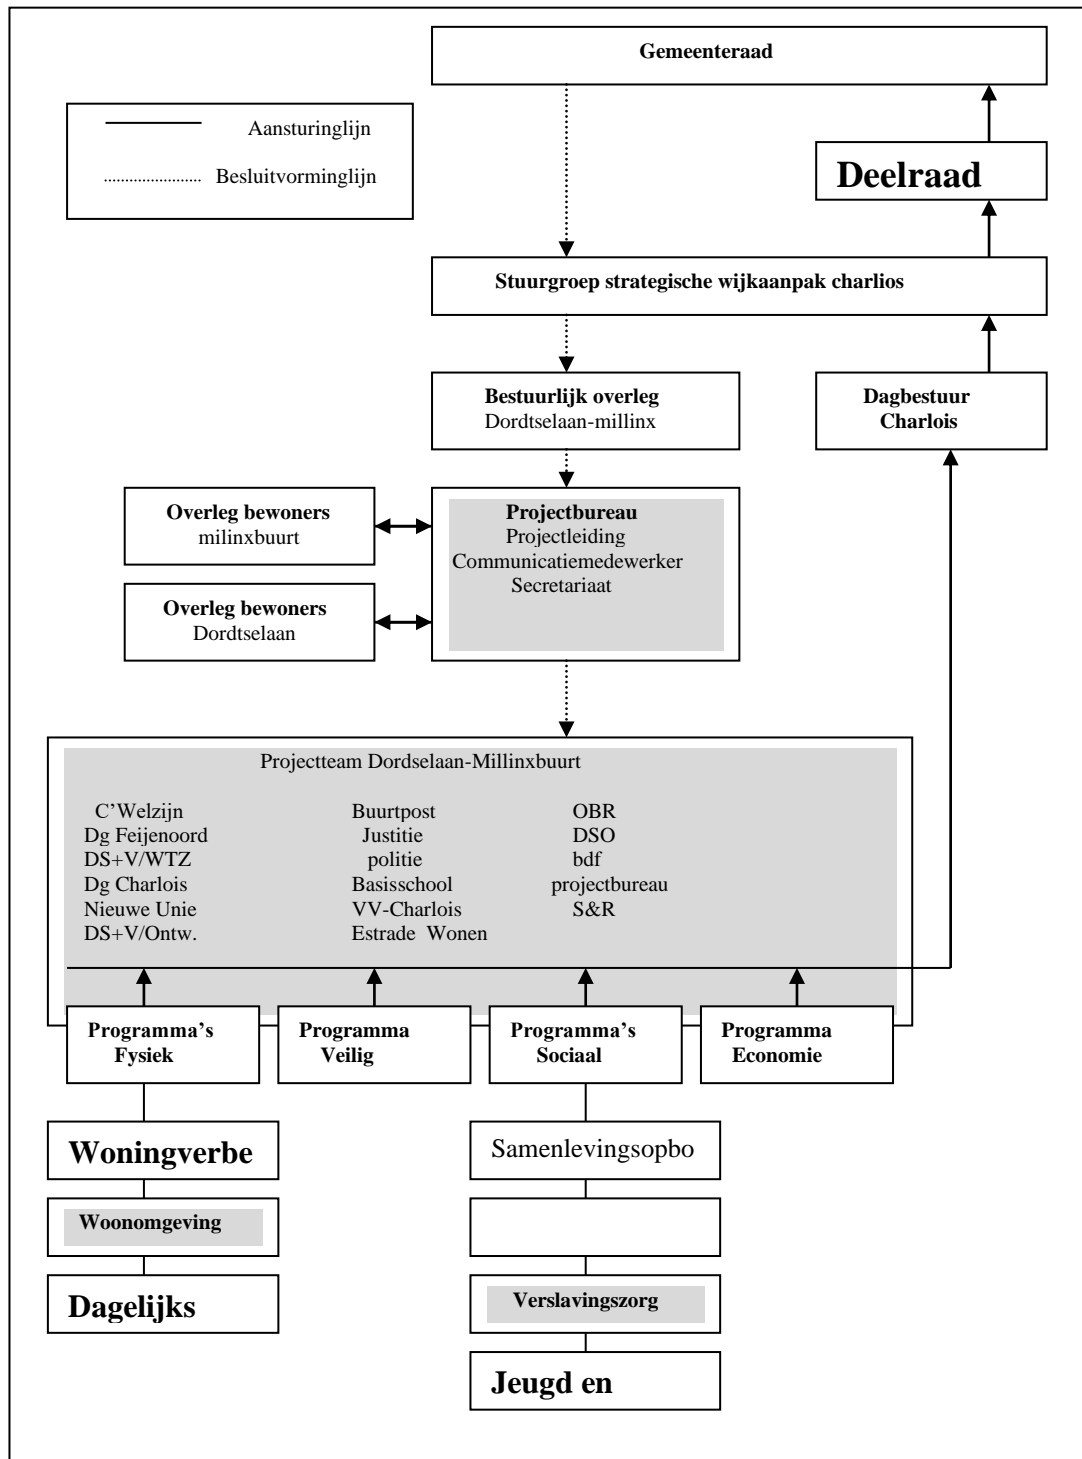 Gemeenteraad
Aansturinglijn
Besluitvorminglijn
Deelraad
Stuurgroep strategische wijkaanpak charlios
Bestuurlijk overleg
Dordtselaan-millinx
Dagbestuur
Charlois
Overleg bewoners
milinxbuurt
Overleg bewoners
Dordtselaan
Projectbureau
Projectleiding
Communicatiemedewerker
Secretariaat
Projectteam Dordselaan-Millinxbuurt
C’Welzijn
Dg Feijenoord
DS+V/WTZ
Dg Charlois
Nieuwe Unie
DS+V/Ontw.
Buurtpost
Justitie
politie
Basisschool
VV-Charlois
Estrade Wonen
OBR
DSO
bdf
projectbureau
S&R
Programma’s
Fysiek
Programma
Veilig
Programma’s
Sociaal
Programma
Economie
Woningverbe
Woonomgeving
Dagelijks
Samenlevingsopbo
Verslavingszorg
Jeugd en